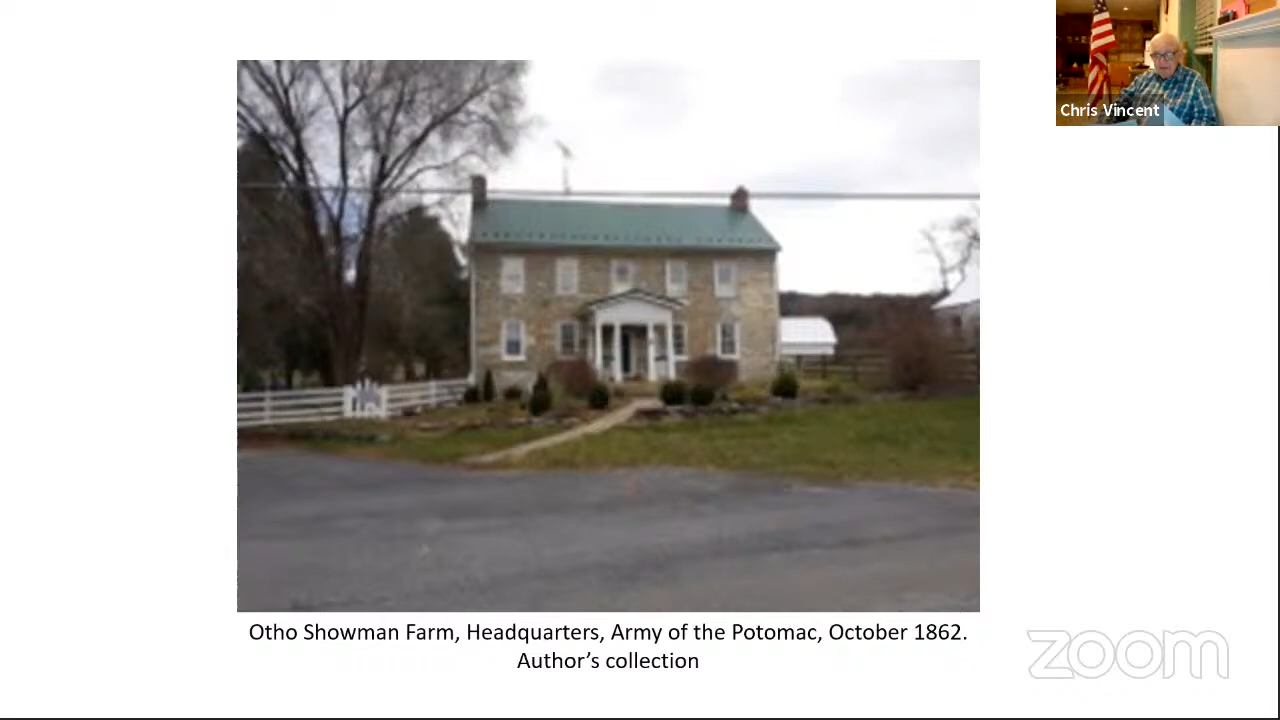 Chris Vincent
Otho Showman Farm, Headquarters, Army of the Potomac, October 1862.
Author’s collection
zoom